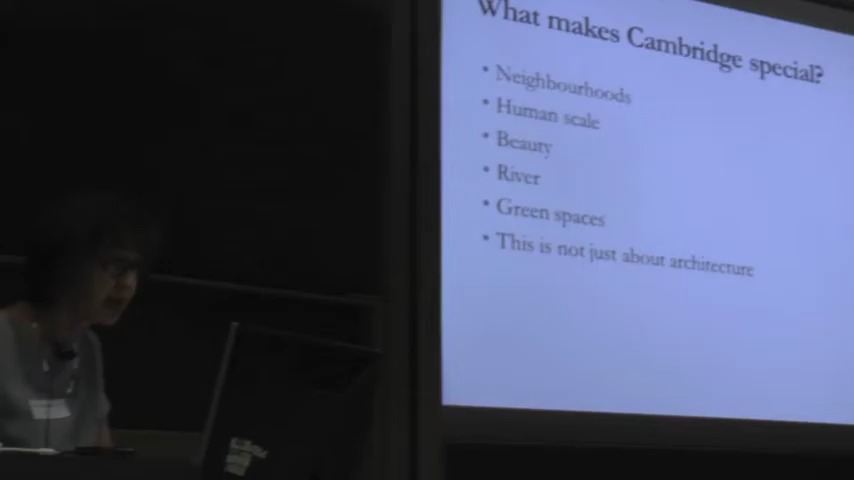 What makes Cambridge special?
• Neighbourhoods
• Human scale
• Beauty
• River
• Green spaces
• This is not just about architecture